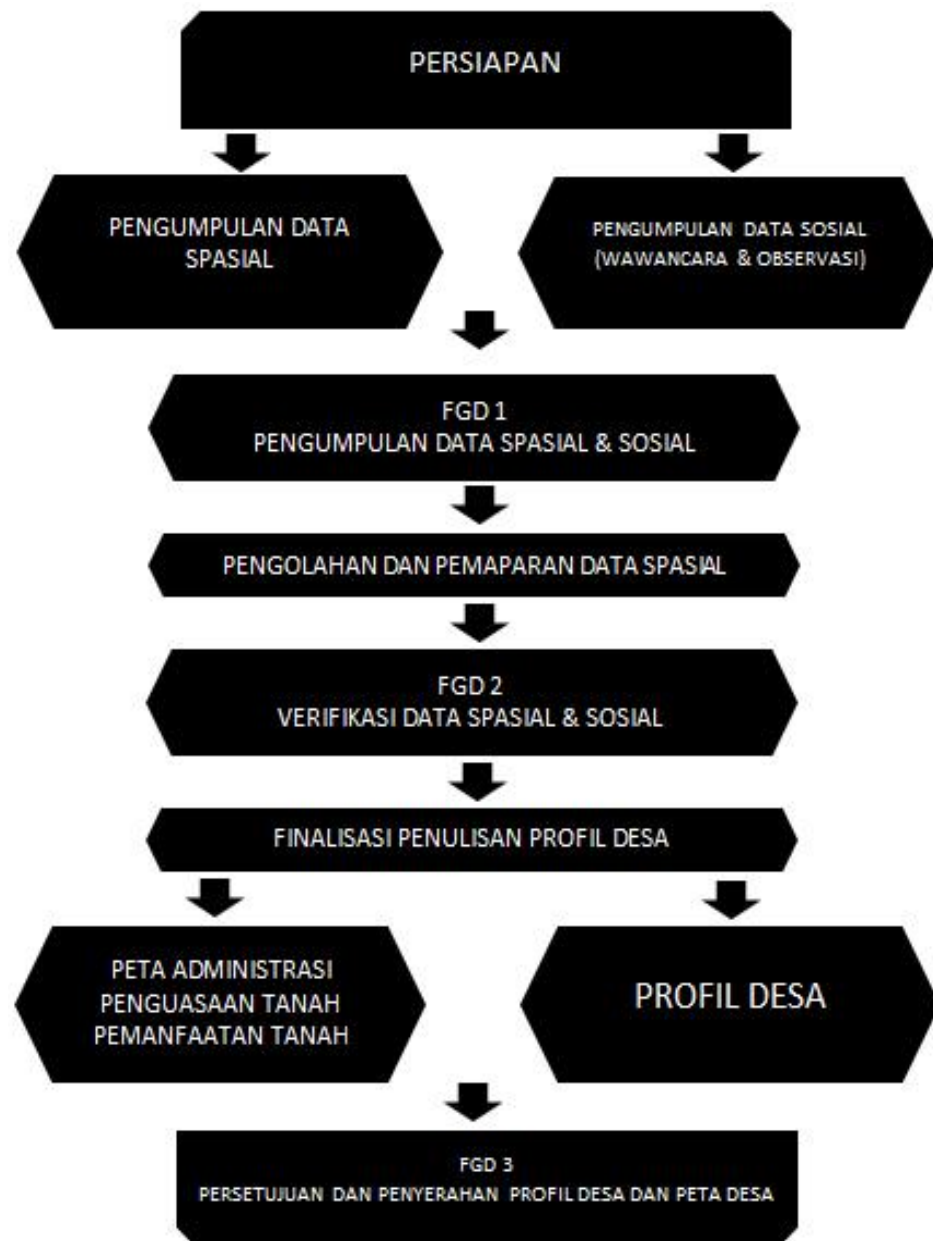 PERSIAPAN
PENGUMPULAN DATA
SPASIAL
PENGUMPULAN DATA SOSIAL
(WAWANCARA & OBSERVASI)
FGD 1
PENGUMPULAN DATA SPASIAL & SOSIAL
PENGOLAHAN DAN PEMAPARAN DATA SPASIAL
FGD 2
VERIFIKASI DATA SPASIAL & SOSIAL
FINALISASI PENULISAN PROFIL DESA
PETA ADMINISTRASI
PENGUASAAN TANAH
PEMANFAATAN TANAH
PROFIL DESA
FGD 3
PERSETUJUAN DAN PENYERAHAN PROFIL DESA DAN PETA DESA